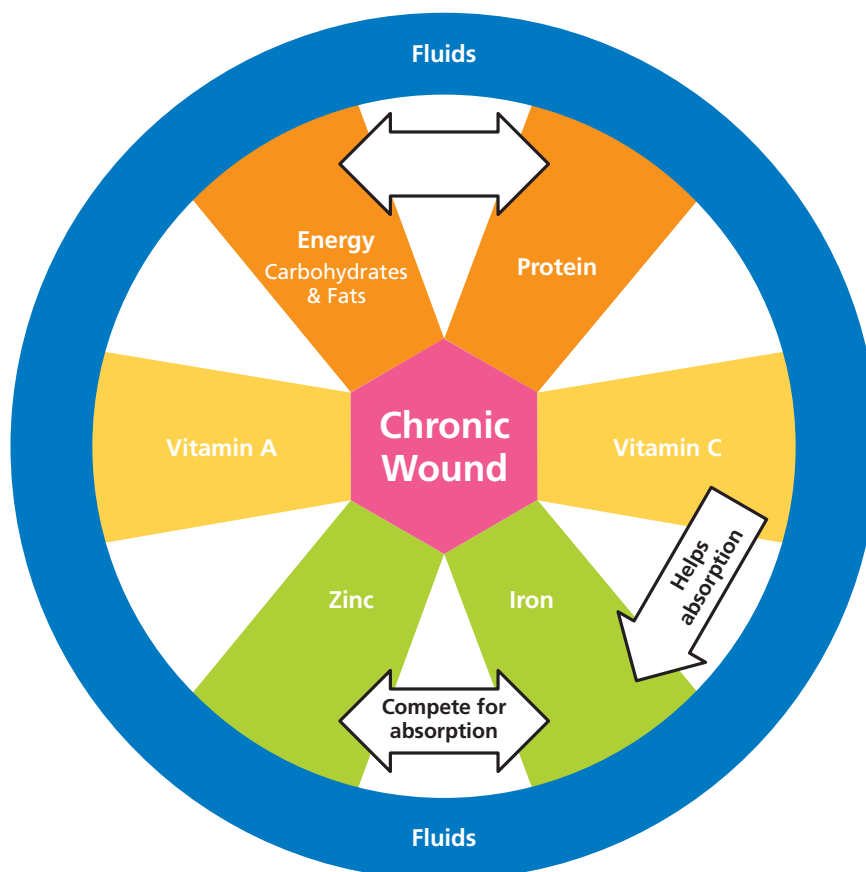 Fluids
Energy
Carbohydrates
& Fats
Protein
Vitamin A
Chronic
Wound
Vitamin C
Helps
absorption
Zinc
Iron
Compete for
absorption
Fluids